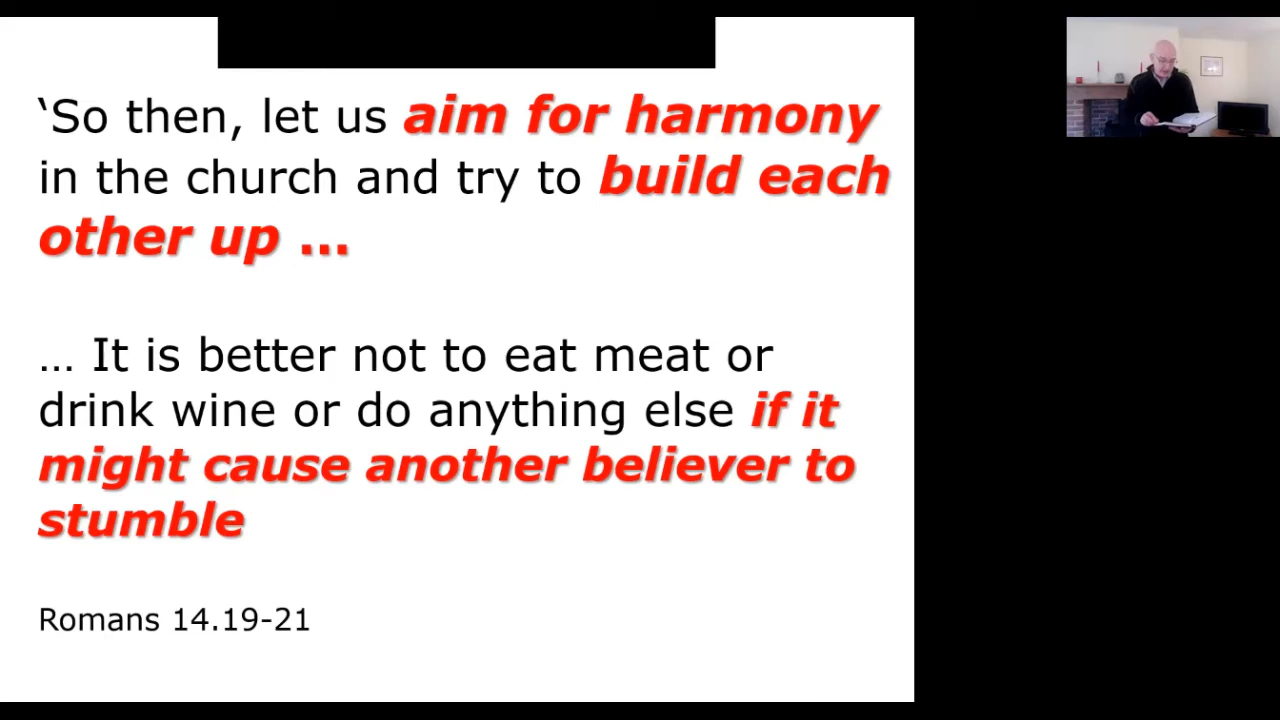 ‘So then, let us aim for harmony
in the church and try to build each
other up ...
... It is better not to eat meat or
drink wine or do anything else if it
might cause another believer to
stumble
Romans 14.19-21